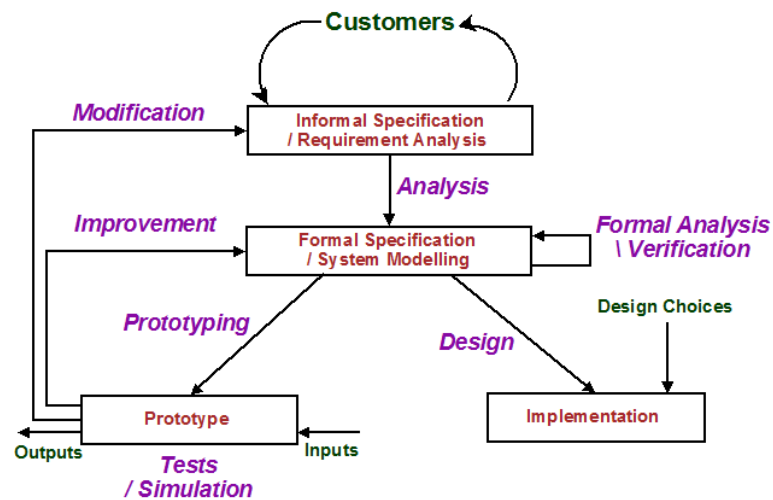 Customers
Modification
Informal Specification
/ Requirement Analysis
Analysis
Improvement
Formal Specification
/ System Modelling
Formal Analysis
\ Verification
Prototyping
Design
Design Choices
Prototype
Implementation
Outputs
Inputs
Tests
/ Simulation